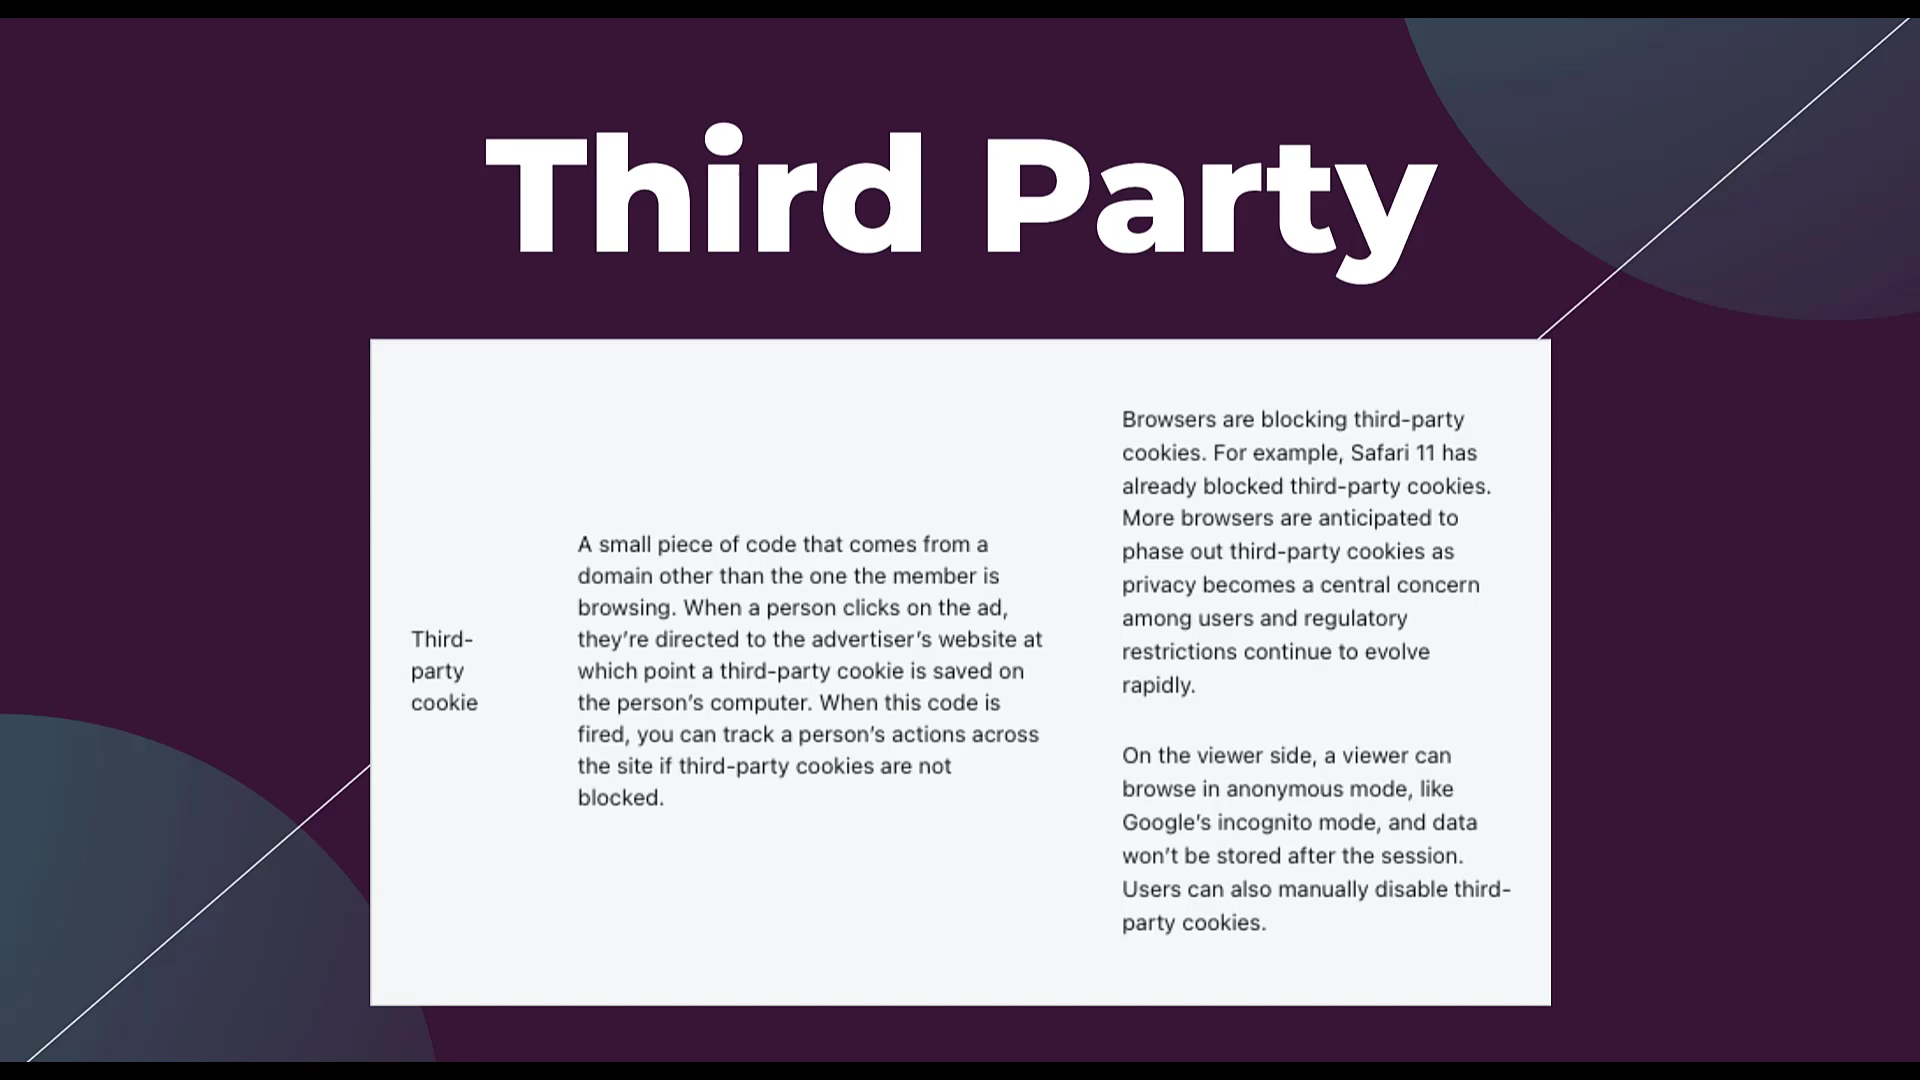 Third Party
Third-
party
cookie
A small piece of code that comes from a
domain other than the one the member is
browsing. When a person clicks on the ad,
they’re directed to the advertiser’s website at
which point a third-party cookie is saved on
the person’s computer. When this code is
fired, you can track a person’s actions across
the site if third-party cookies are not
blocked.
Browsers are blocking third-party
cookies. For example, Safari 11 has
already blocked third-party cookies.
More browsers are anticipated to
phase out third-party cookies as
privacy becomes a central concern
among users and regulatory
restrictions continue to evolve
rapidly.
On the viewer side, a viewer can
browse in anonymous mode, like
Google’s incognito mode, and data
won’t be stored after the session.
Users can also manually disable third-
party cookies.